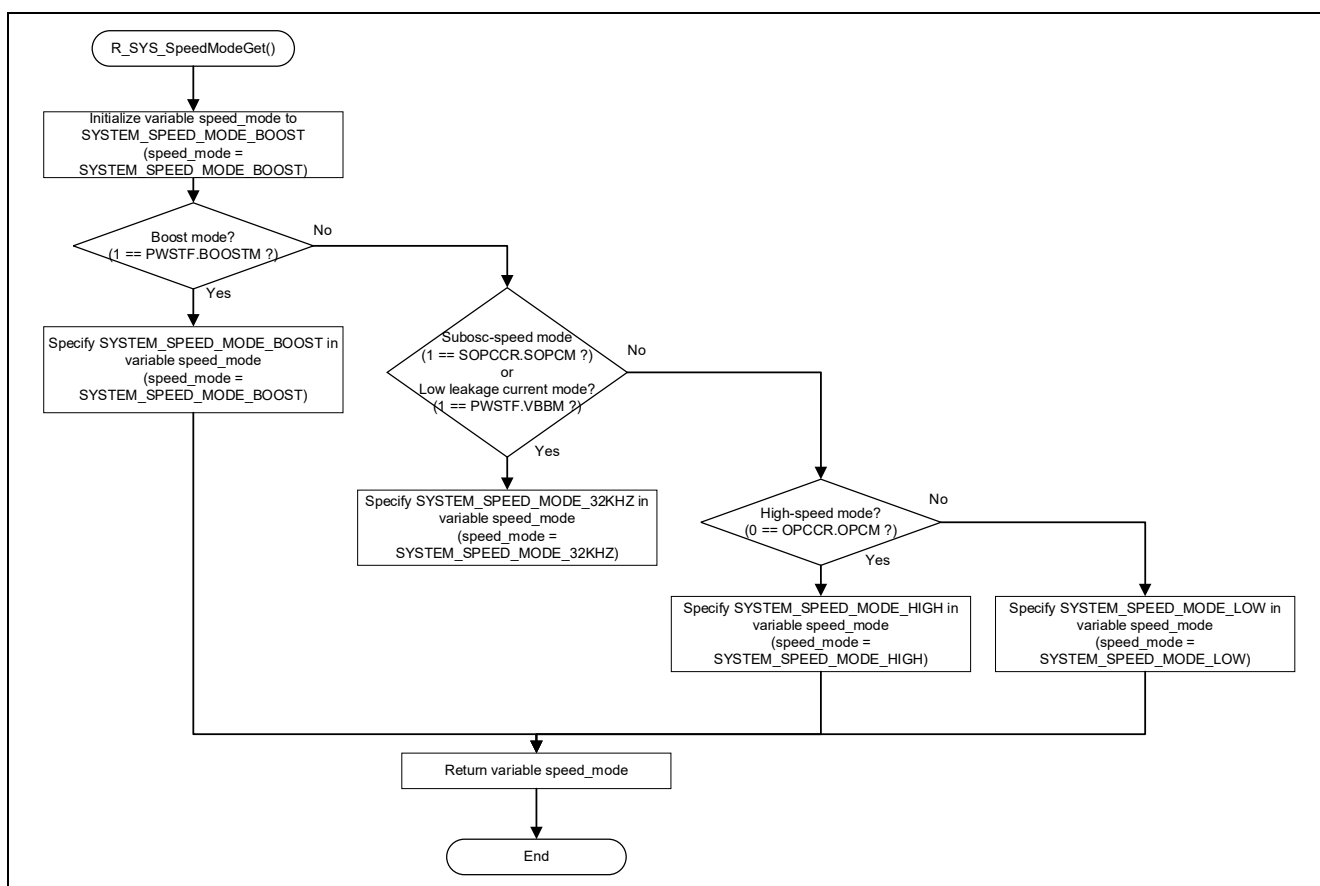 R_SYS_SpeedModeGet()
Initialize variable speed_mode to
SYSTEM_SPEED_MODE_BOOST
(speed_mode =
SYSTEM_SPEED_MODE_BOOST)
Boost mode?
(1 == PWSTF.BOOSTM ?)
No
Yes
Specify SYSTEM_SPEED_MODE_BOOST in
variable speed_mode
(speed_mode =
SYSTEM_SPEED_MODE_BOOST)
Subosc-speed mode
(1 == SOPCCR.SOPCM ?)
or
Low leakage current mode?
(1 == PWSTF.VBBM ?)
No
Yes
Specify SYSTEM_SPEED_MODE_32KHZ in
variable speed_mode
(speed_mode =
SYSTEM_SPEED_MODE_32KHZ)
High-speed mode?
(0 == OPCCR.OPCM ?)
No
Yes
Specify SYSTEM_SPEED_MODE_HIGH in
variable speed_mode
(speed_mode =
SYSTEM_SPEED_MODE_HIGH)
Specify SYSTEM_SPEED_MODE_LOW in
variable speed_mode
(speed_mode =
SYSTEM_SPEED_MODE_LOW)
Return variable speed_mode
End